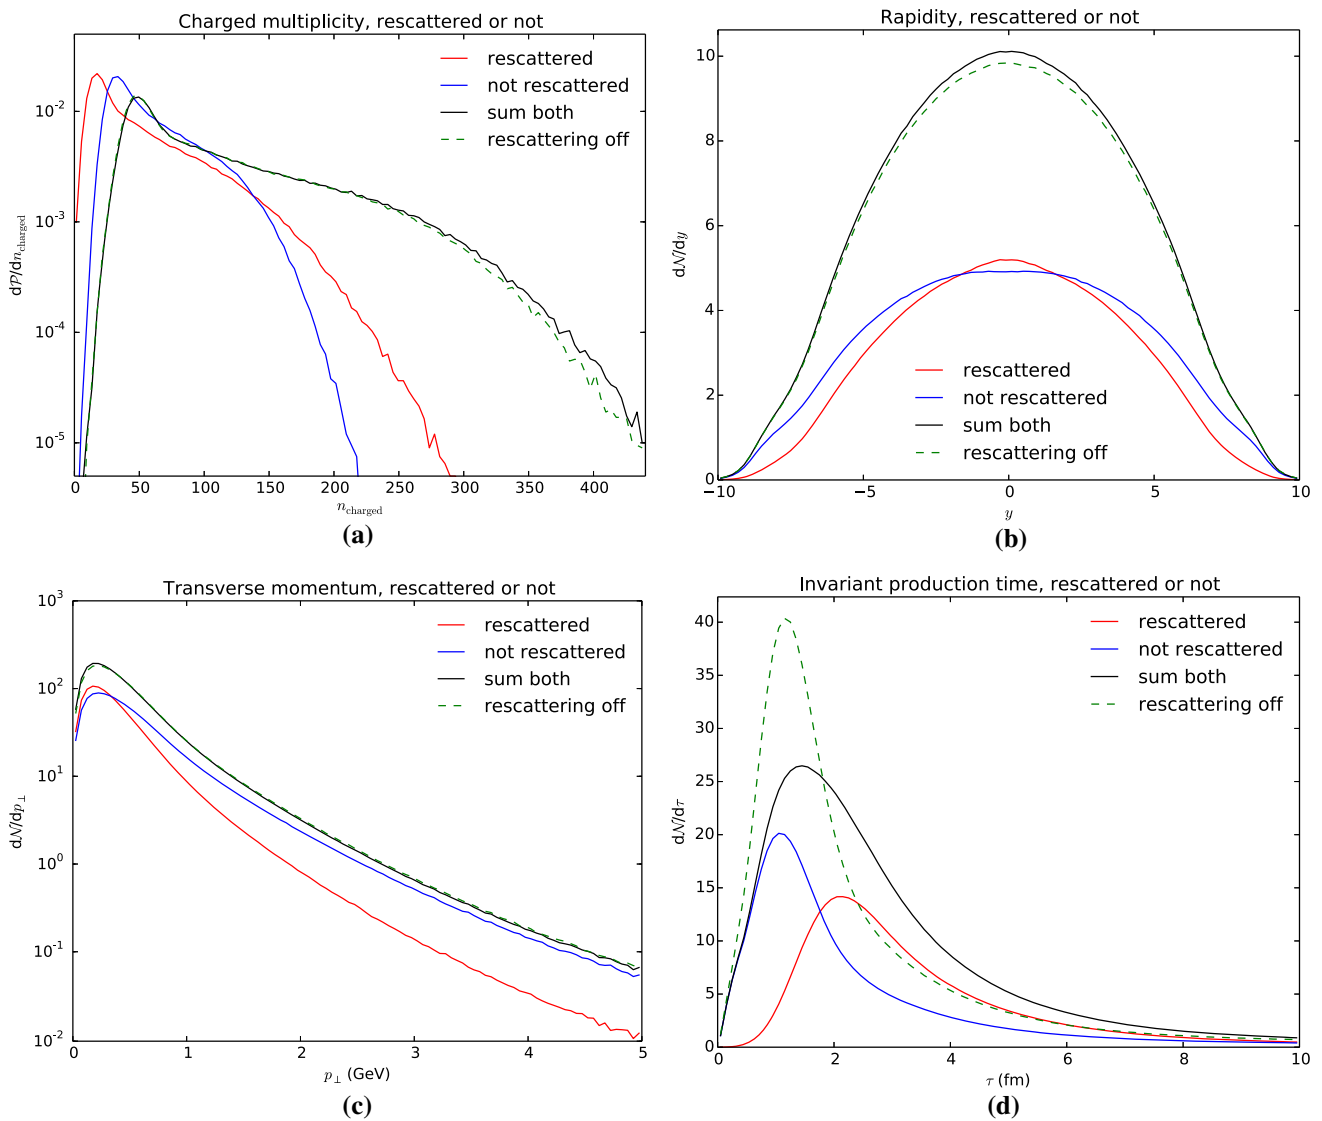 Charged multiplicity, rescattered or not
rescattered
not rescattered
sum both
rescattering off
dP/dn_charged
10^-2
10^-3
10^-4
10^-5
0 50 100 150 200 250 300 350 400
n_charged
(a)
Rapidity, rescattered or not
dN/dy
10
8
6
4
2
0
rescattered
not rescattered
sum both
rescattering off
−10 −5 0 5 10
y
(b)
Transverse momentum, rescattered or not
rescattered
not rescattered
sum both
rescattering off
dN/dp⊥
10^3
10^2
10^1
10^0
10^-1
10^-2
0 1 2 3 4 5
p⊥ (GeV)
(c)
Invariant production time, rescattered or not
rescattered
not rescattered
sum both
rescattering off
dN/dτ
40
35
30
25
20
15
10
5
0
0 2 4 6 8 10
τ (fm)
(d)